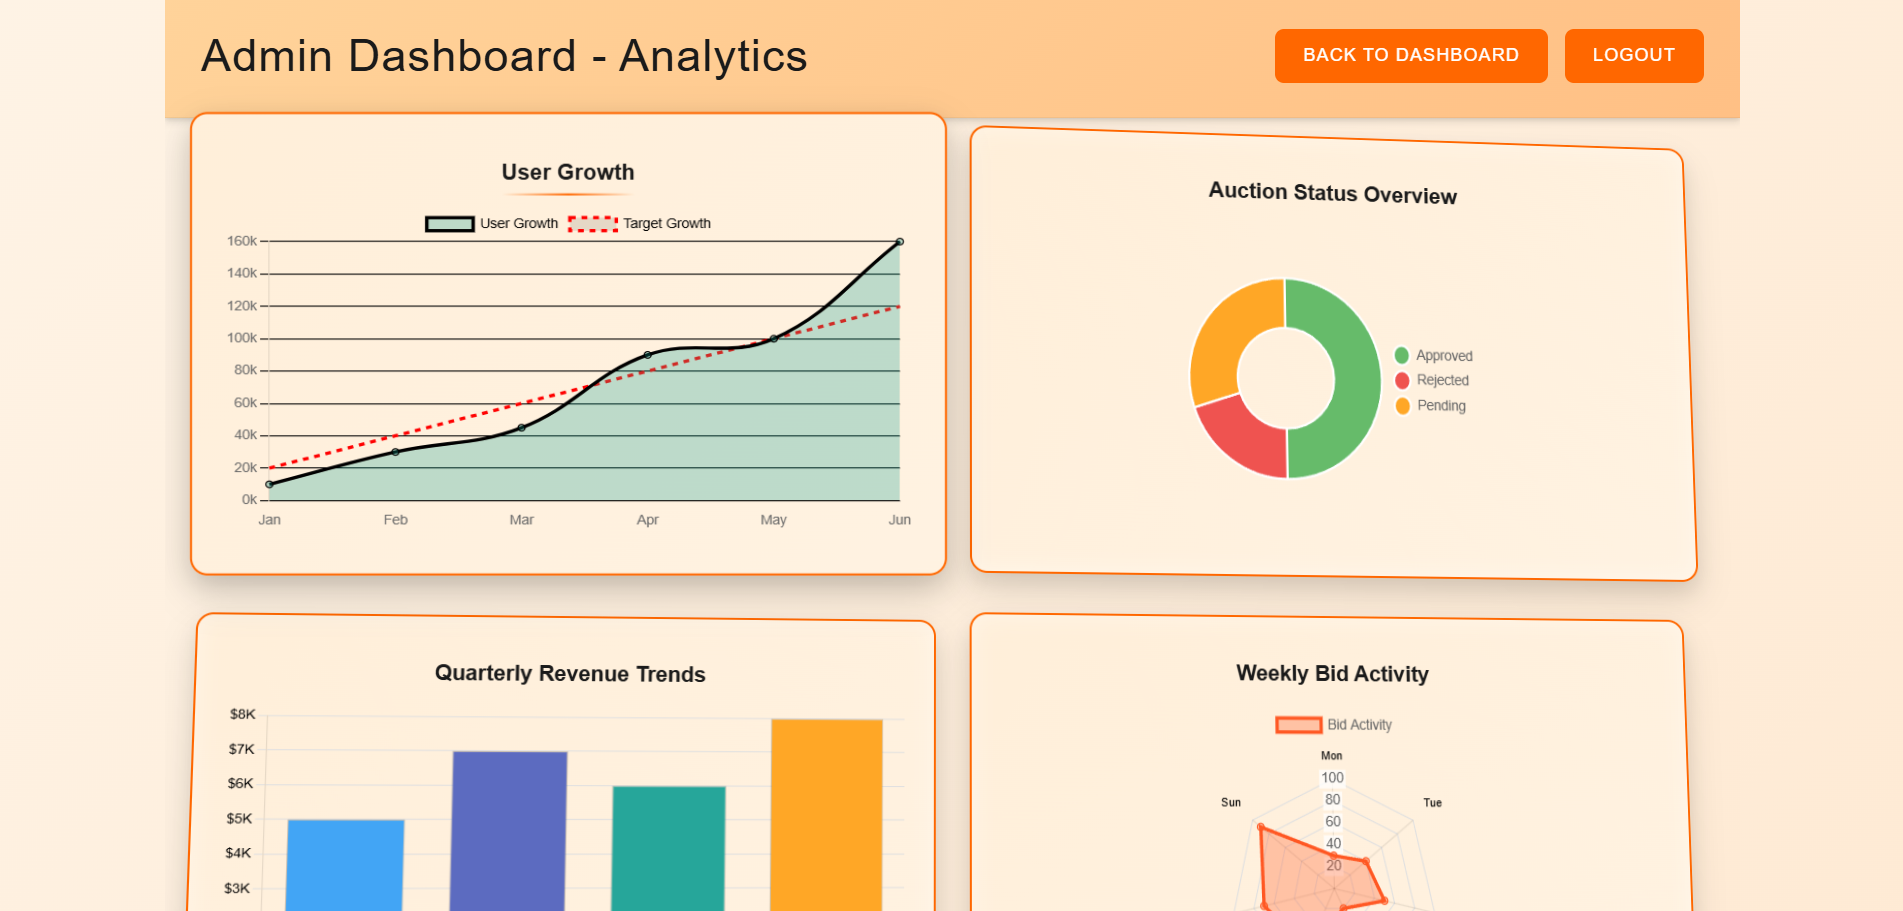 Admin Dashboard - Analytics
BACK TO DASHBOARD
LOGOUT
User Growth
User Growth
Target Growth
160k
140k
120k
100k
80k
60k
40k
20k
0k
Jan
Feb
Mar
Apr
May
Jun
Auction Status Overview
Approved
Rejected
Pending
Quarterly Revenue Trends
$8K
$7K
$6K
$5K
$4K
$3K
Weekly Bid Activity
Bid Activity
Mon
100
Sun
80
Tue
60
40
20